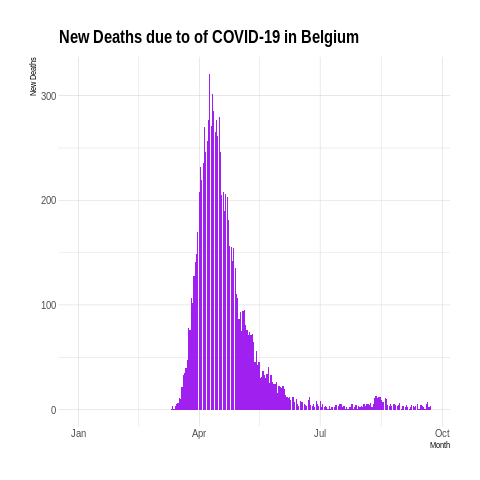 New Deaths due to of COVID-19 in Belgium
New Deaths
300
200
100
0
Jan Apr Jul Oct
Month